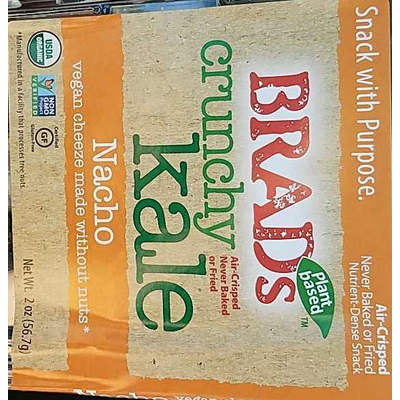 Snack with Purpose.
Air-Crisped
Never Baked or Fried
Nutrient-Dense Snack
BRAD'S
plant
based
TM
crunchy
kale
Air-Crisped
Never Baked
or Fried
Nacho
vegan cheeze made without nuts*
USDA
ORGANIC
NON
GMO
Project
VERIFIED
Certified
GF
Gluten-Free
*Manufactured in a facility that processes tree nuts.
Net Wt. 2 oz (56.7g)